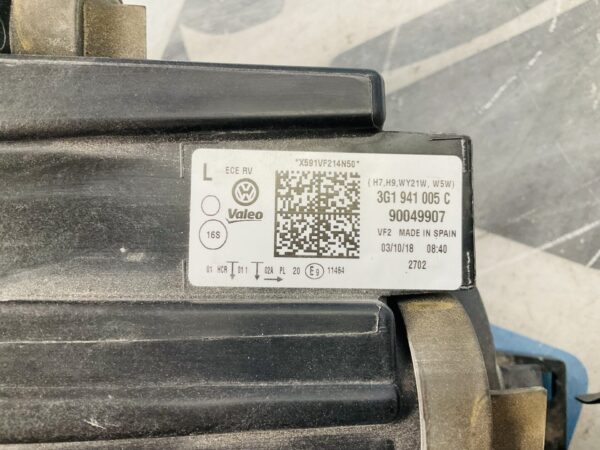 *X591VF214N50*
L ECE RV
(H7,H9,WY21W, W5W)
3G1 941 005 C
Valeo
90049907
16S
VF2 MADE IN SPAIN
03/10/18 08:40
2702
01 HCR 01 1 02A PL 20 E9 11464